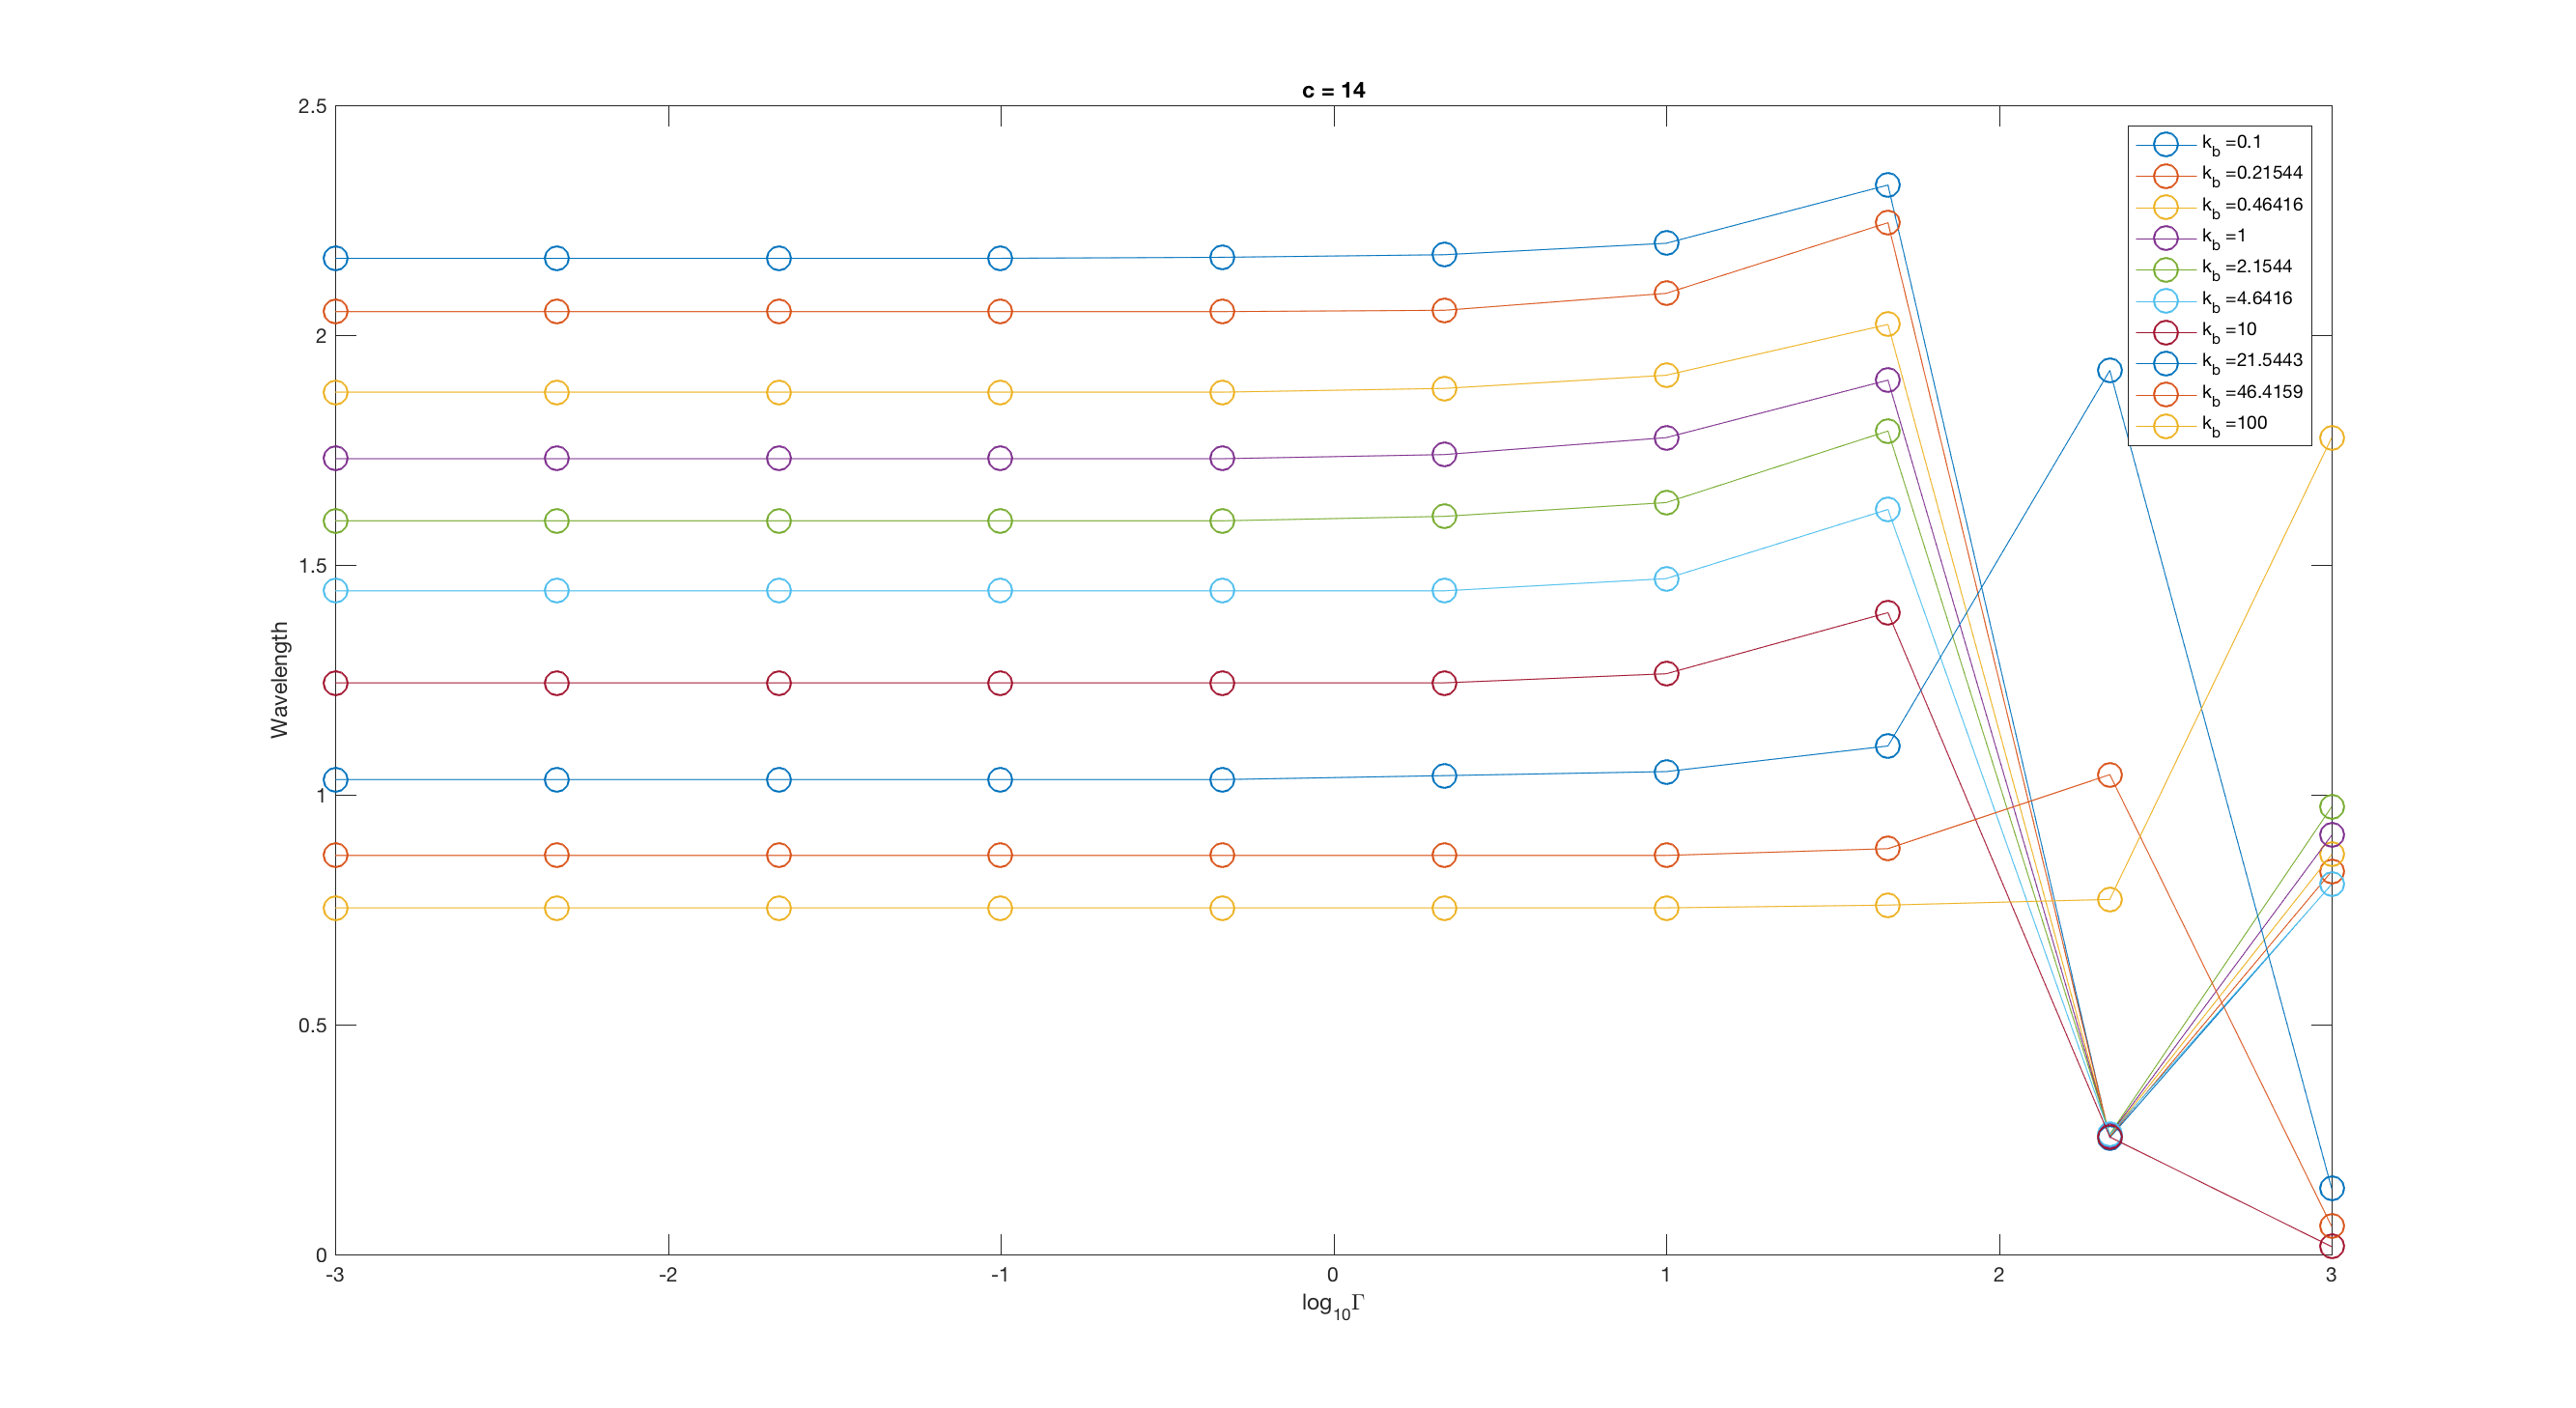 c = 14
2.5
2
1.5
1
0.5
0
Wavelength
-3
-2
-1
0
1
2
3
log10Γ
kb =0.1
kb =0.21544
kb =0.46416
kb =1
kb =2.1544
kb =4.6416
kb =10
kb =21.5443
kb =46.4159
kb =100